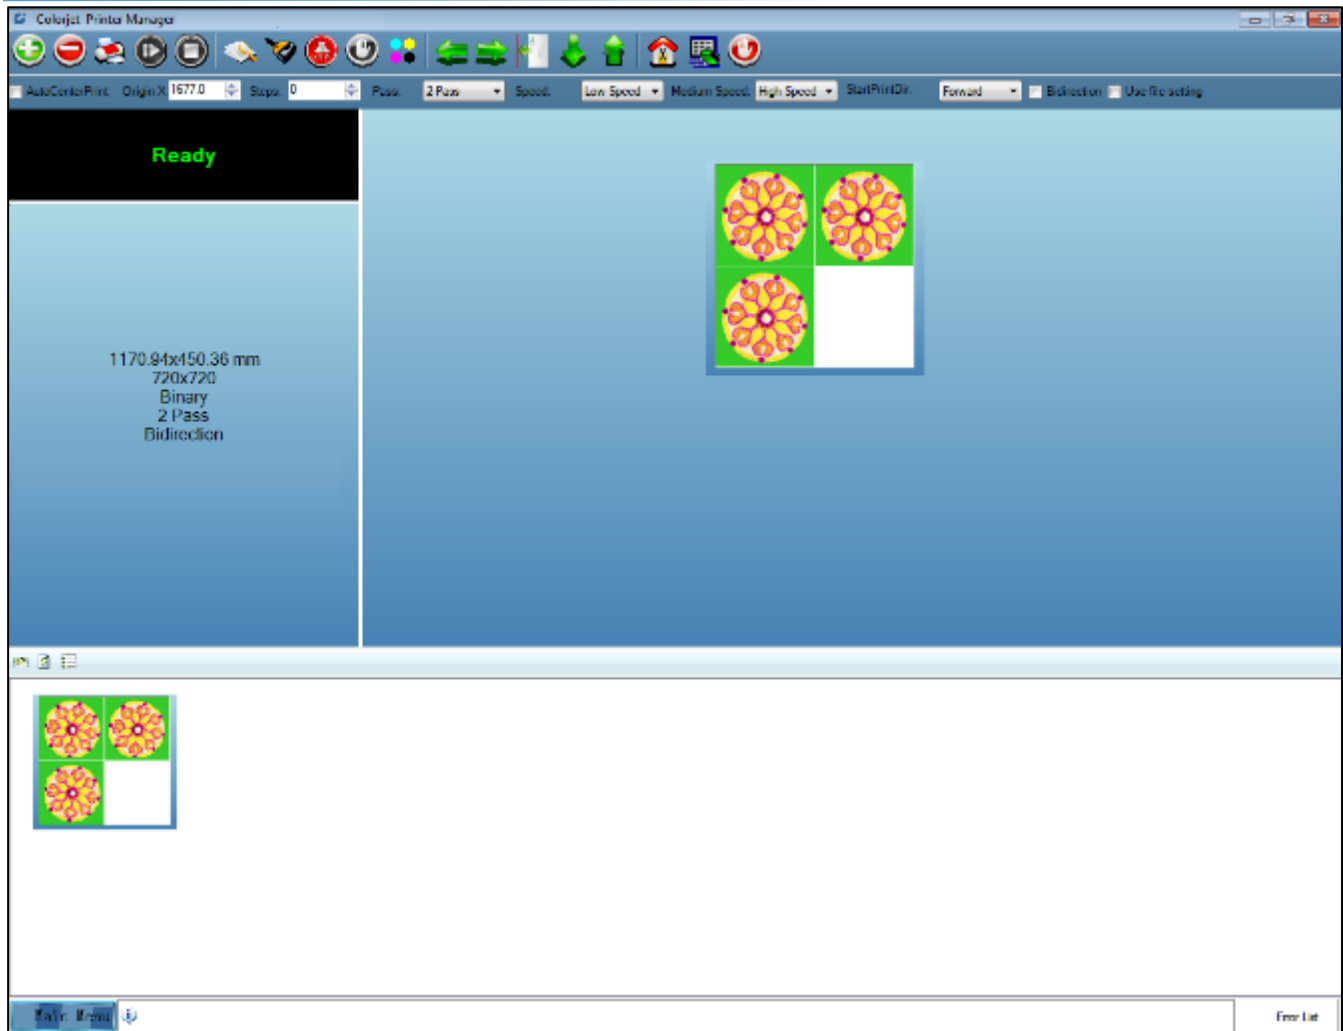 Colorjet Printer Manager
AutoCenterPrint Origin X 1677.0 Steps: 0 Pass: 2 Pass Speed: Low Speed Medium Speed: High Speed StartPrintDir: Forward Bidirection Use file setting
Ready
1170.94x450.36 mm
720x720
Binary
2 Pass
Bidirection
Main Menu
Error List